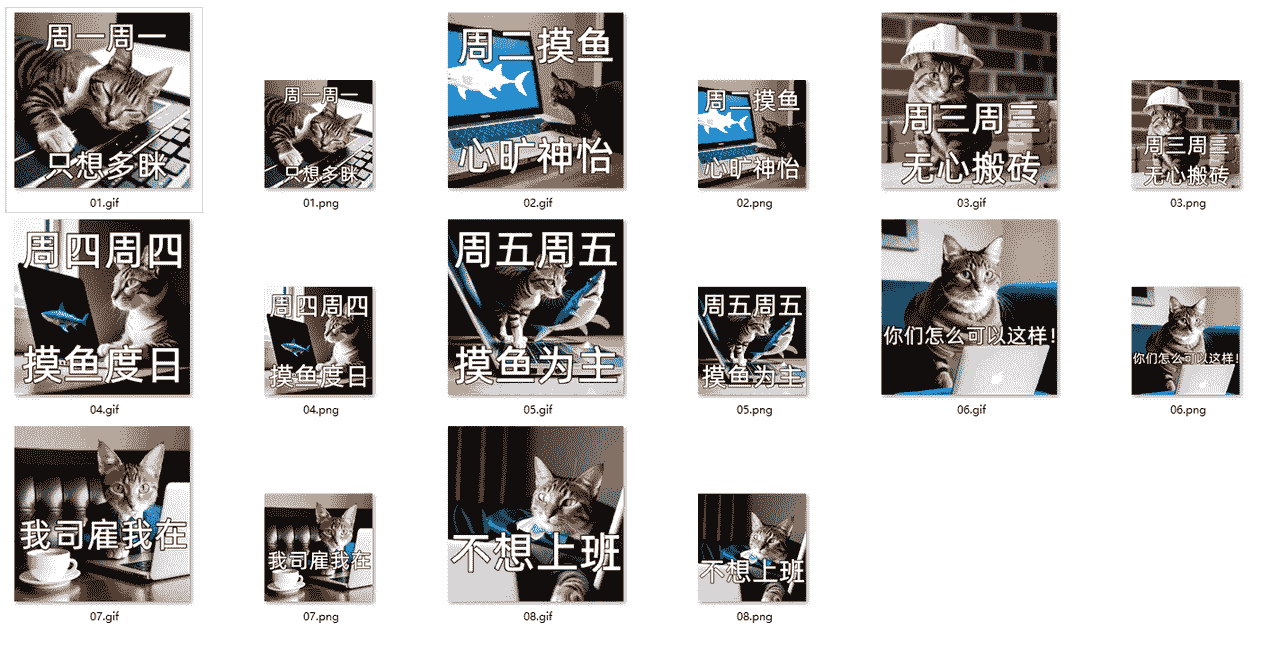 周一周一
只想多眯
01.gif
周一周一
只想多眯
01.png
周二摸鱼
心旷神怡
02.gif
周二摸鱼
心旷神怡
02.png
周三周三
无心搬砖
03.gif
周三周三
无心搬砖
03.png
周四周四
摸鱼度日
04.gif
周四周四
摸鱼度日
04.png
周五周五
摸鱼为主
05.gif
周五周五
摸鱼为主
05.png
你们怎么可以这样!
06.gif
你们怎么可以这样!
06.png
我司雇我在
07.gif
我司雇我在
07.png
不想上班
08.gif
不想上班
08.png